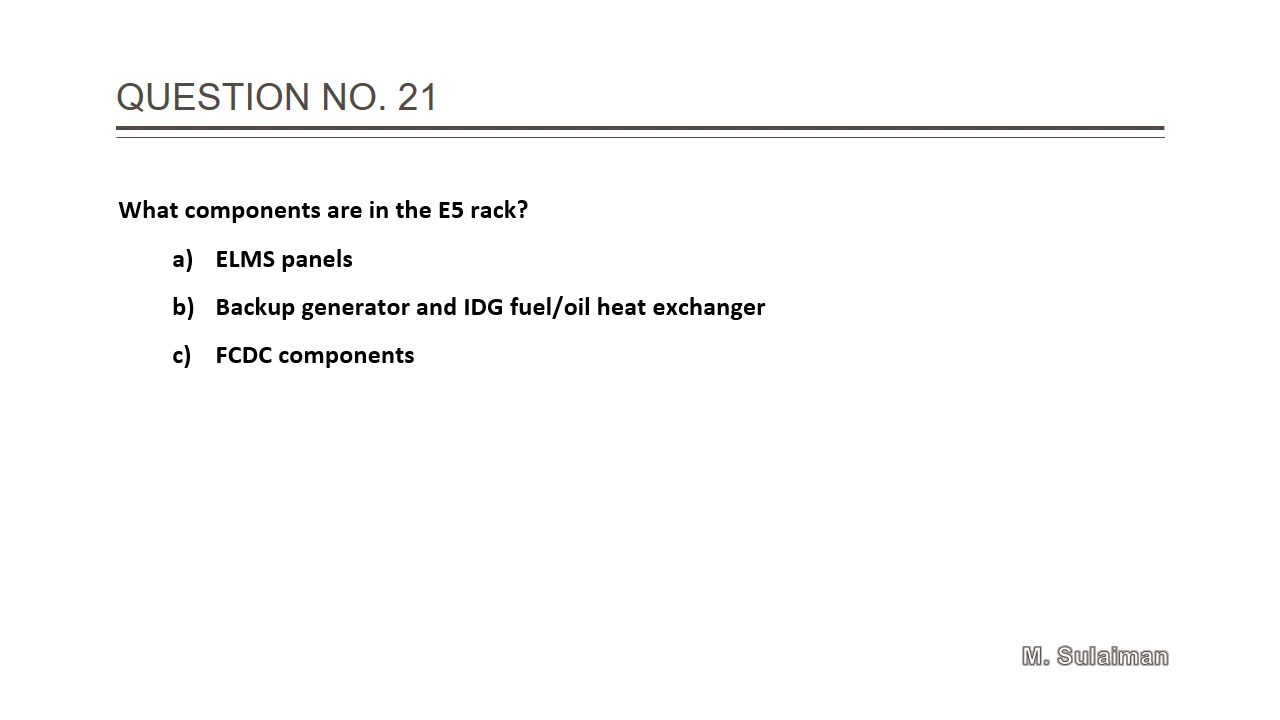 QUESTION NO. 21
What components are in the E5 rack?
a) ELMS panels
b) Backup generator and IDG fuel/oil heat exchanger
c) FCDC components
M. Sulaiman